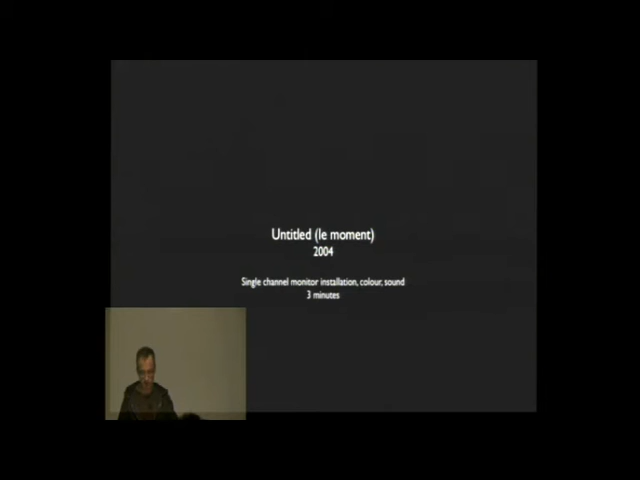 Untitled (le moment)
2004
Single channel monitor installation, colour, sound
3 minutes